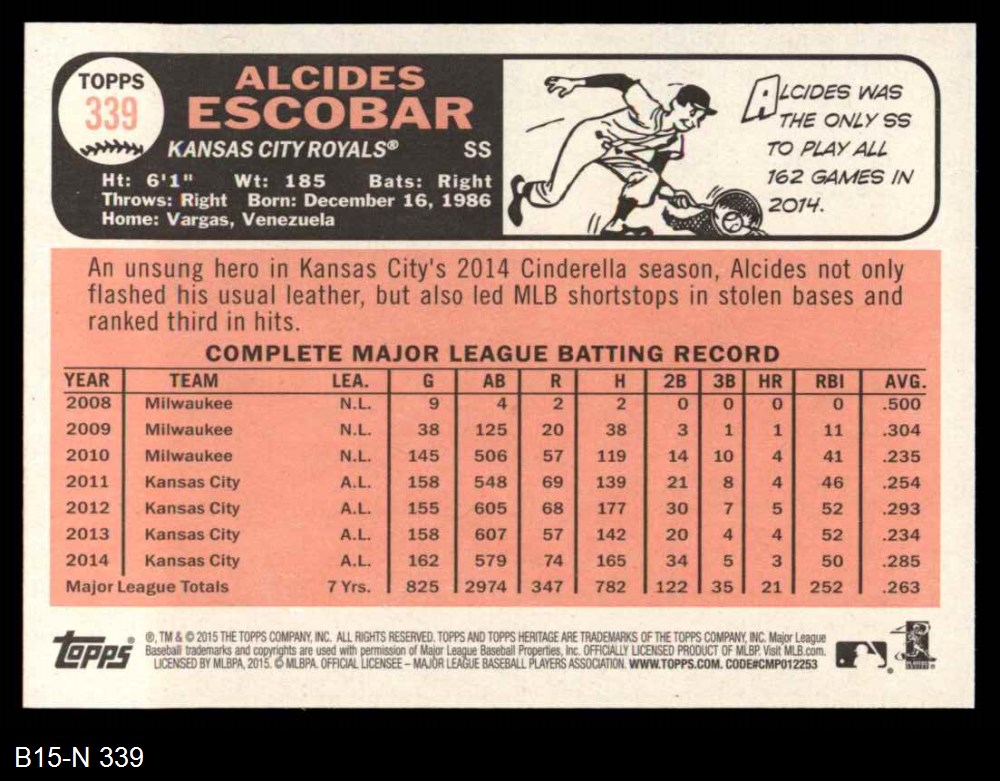 TOPPS
339
ALCIDES
ESCOBAR
KANSAS CITY ROYALS® SS
Ht: 6'1" Wt: 185 Bats: Right
Throws: Right Born: December 16, 1986
Home: Vargas, Venezuela
ALCIDES WAS
THE ONLY SS
TO PLAY ALL
162 GAMES IN
2014.
An unsung hero in Kansas City's 2014 Cinderella season, Alcides not only
flashed his usual leather, but also led MLB shortstops in stolen bases and
ranked third in hits.
COMPLETE MAJOR LEAGUE BATTING RECORD
YEAR TEAM LEA. G AB R H 2B 3B HR RBI AVG.
2008 Milwaukee N.L. 9 4 2 2 0 0 0 0 .500
2009 Milwaukee N.L. 38 125 20 38 3 1 1 11 .304
2010 Milwaukee N.L. 145 506 57 119 14 10 4 41 .235
2011 Kansas City A.L. 158 548 69 139 21 8 4 46 .254
2012 Kansas City A.L. 155 605 68 177 30 7 5 52 .293
2013 Kansas City A.L. 158 607 57 142 20 4 4 52 .234
2014 Kansas City A.L. 162 579 74 165 34 5 3 50 .285
Major League Totals 7 Yrs. 825 2974 347 782 122 35 21 252 .263
Topps®
®, TM & © 2015 THE TOPPS COMPANY, INC. ALL RIGHTS RESERVED. TOPPS AND TOPPS HERITAGE ARE TRADEMARKS OF THE TOPPS COMPANY, INC. Major League
Baseball trademarks and copyrights are used with permission of Major League Baseball Properties, Inc. OFFICIALLY LICENSED PRODUCT OF MLBP. Visit MLB.com.
LICENSED BY MLBPA, 2015. © MLBPA. OFFICIAL LICENSEE – MAJOR LEAGUE BASEBALL PLAYERS ASSOCIATION. WWW.TOPPS.COM. CODE#CMP012253
B15-N 339